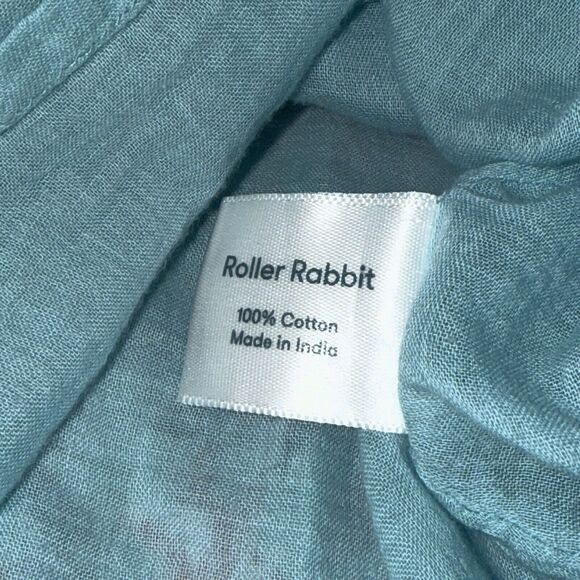 Roller Rabbit
100% Cotton
Made in India